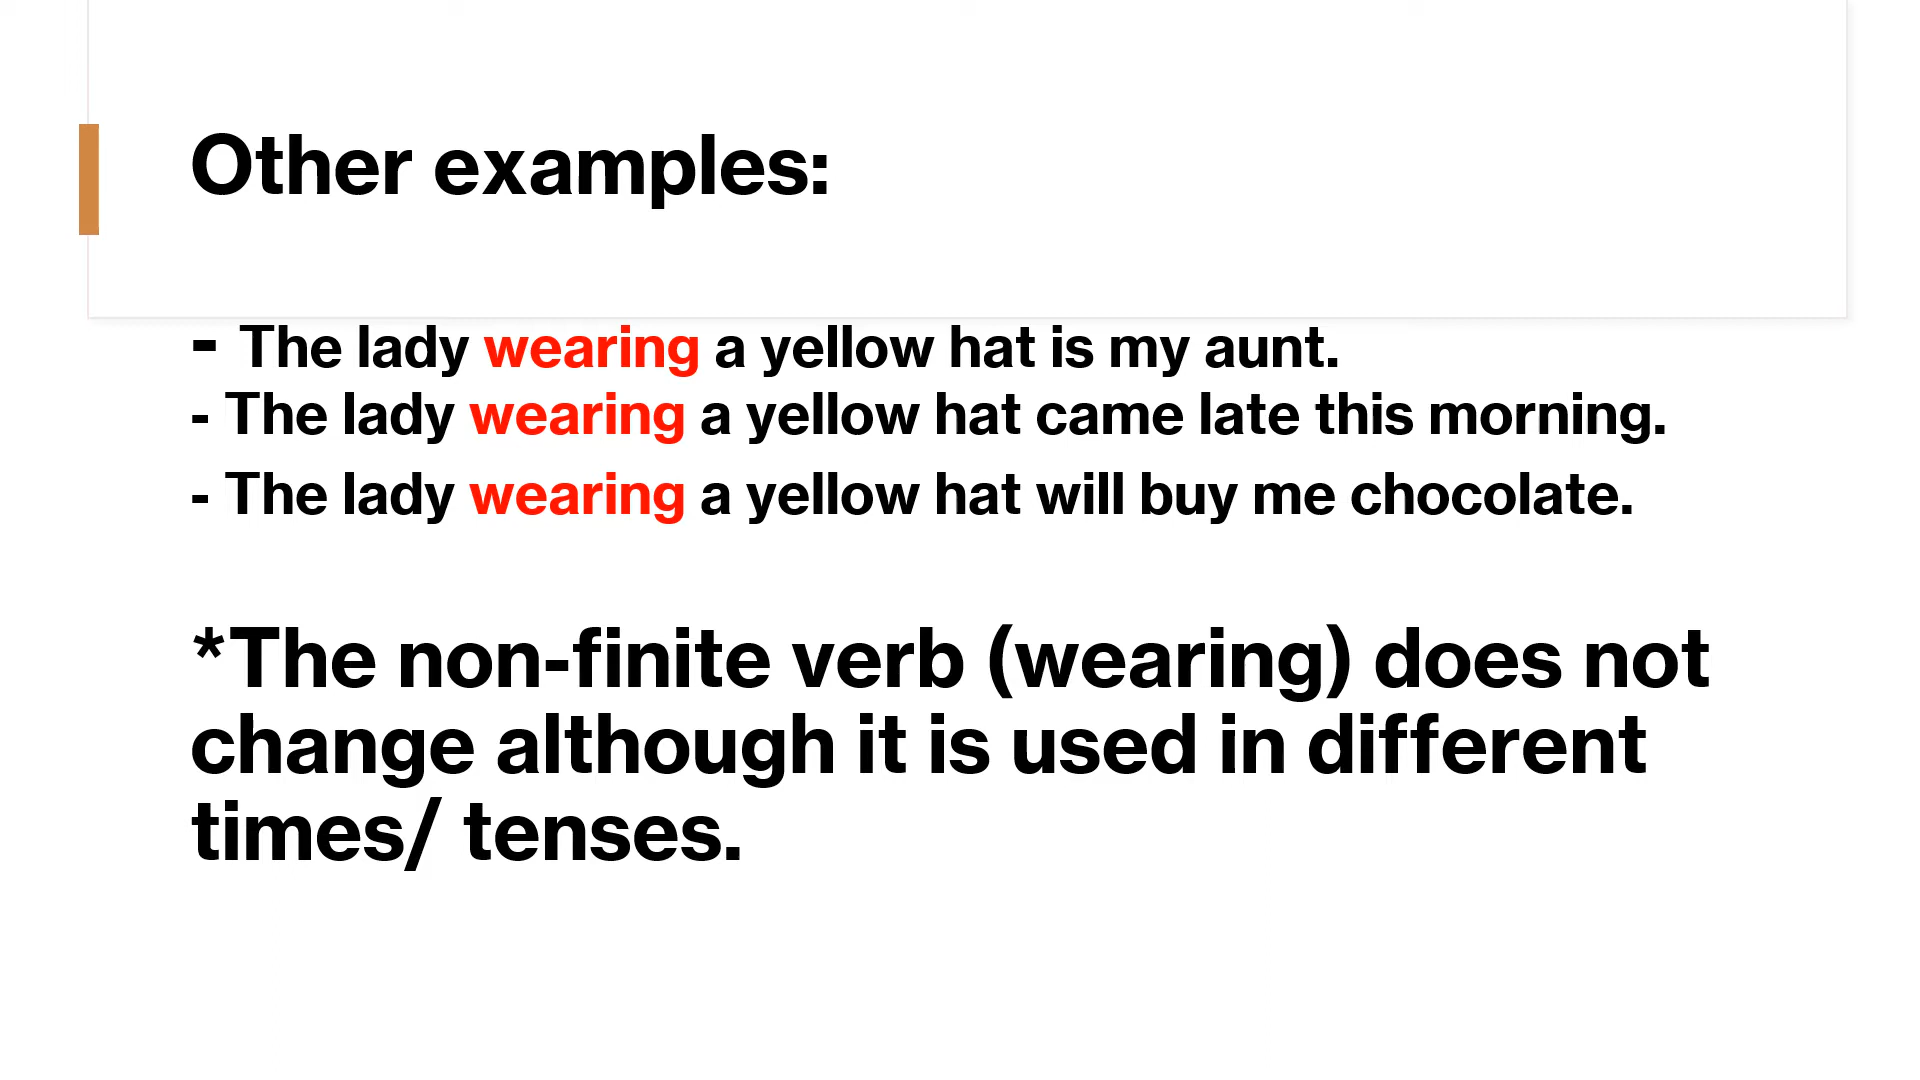 Other examples:
- The lady wearing a yellow hat is my aunt.
- The lady wearing a yellow hat came late this morning.
- The lady wearing a yellow hat will buy me chocolate.
*The non-finite verb (wearing) does not
change although it is used in different
times/ tenses.